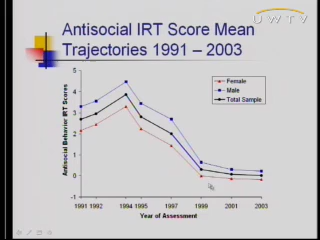 UWTV
Antisocial IRT Score Mean
Trajectories 1991 – 2003
Antisocial Behavior IRT Scores
5
4
3
2
1
0
-1
Female
Male
Total Sample
1991 1992 1994 1995 1997 1999 2001 2003
Year of Assessment